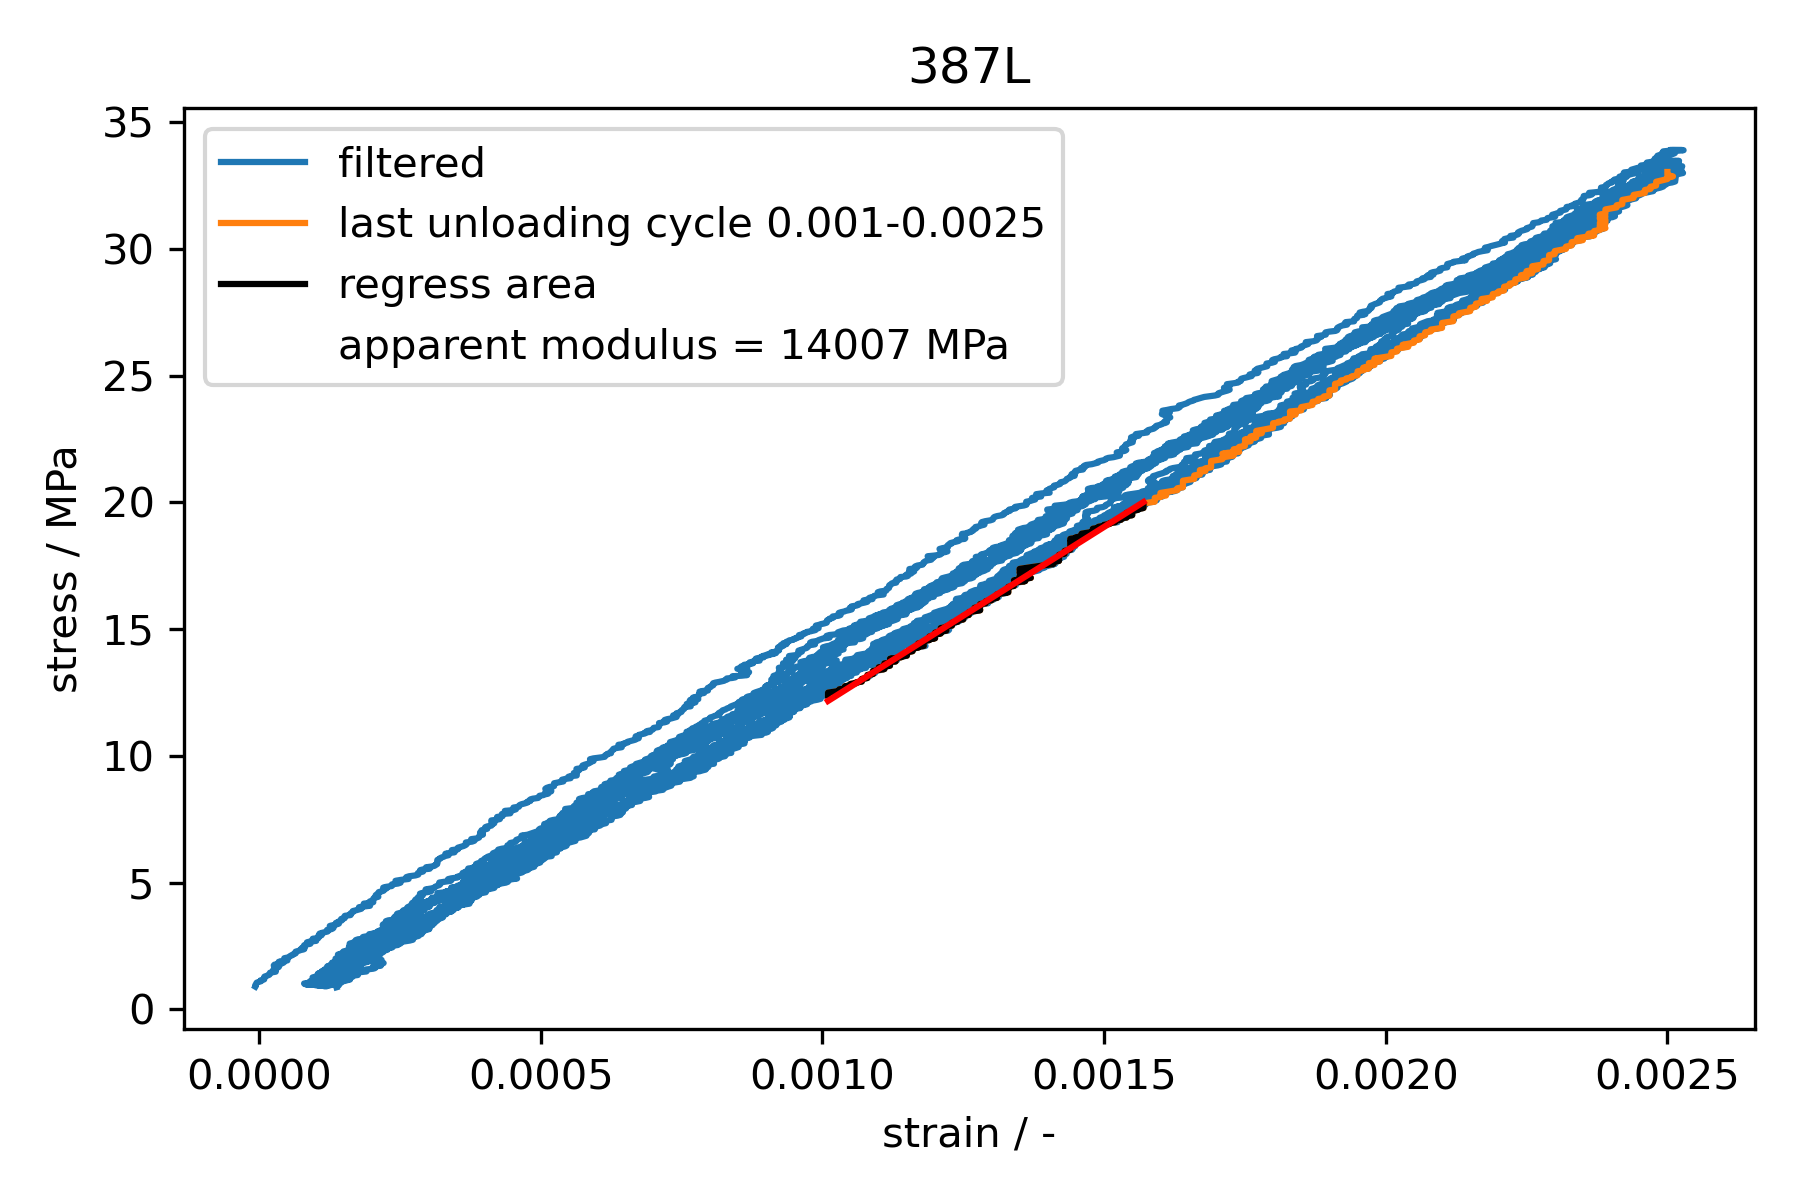 387L
35
30
25
20
15
10
5
0
stress / MPa
filtered
last unloading cycle 0.001-0.0025
regress area
apparent modulus = 14007 MPa
0.0000 0.0005 0.0010 0.0015 0.0020 0.0025
strain / -